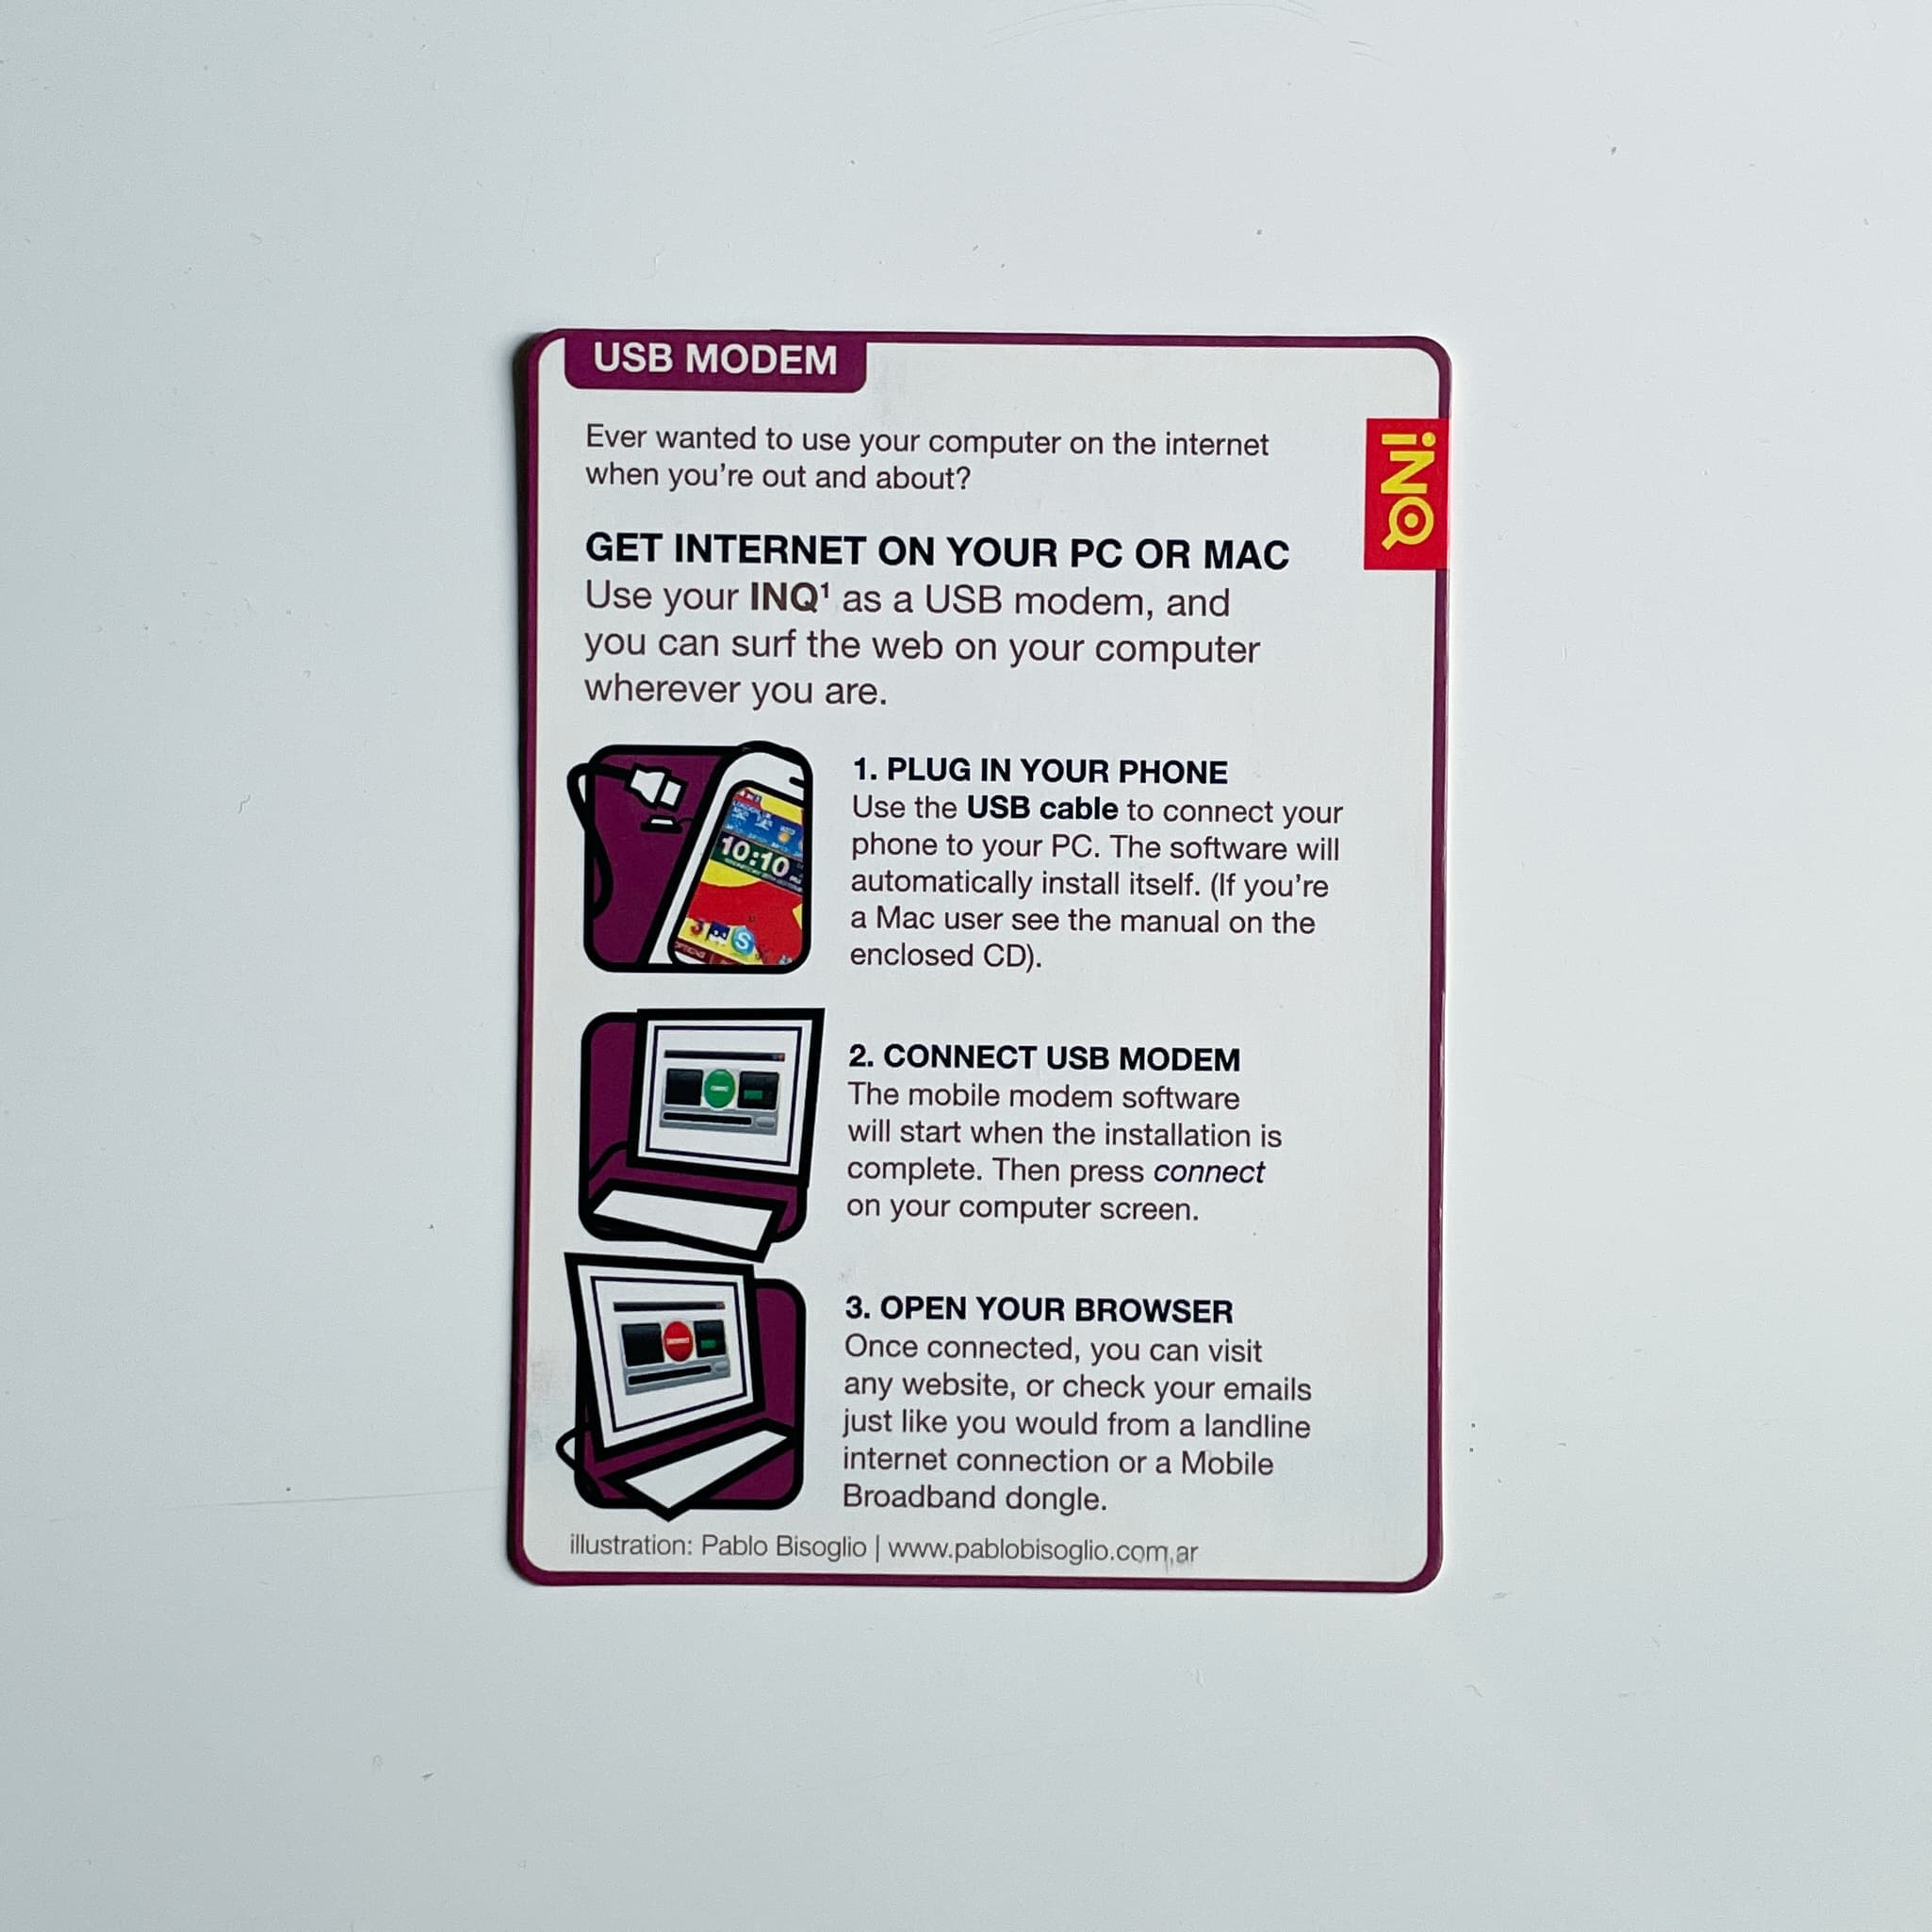 USB MODEM
iNQ
Ever wanted to use your computer on the internet
when you're out and about?
GET INTERNET ON YOUR PC OR MAC
Use your INQ¹ as a USB modem, and
you can surf the web on your computer
wherever you are.
10:10
3
S
1. PLUG IN YOUR PHONE
Use the USB cable to connect your
phone to your PC. The software will
automatically install itself. (If you're
a Mac user see the manual on the
enclosed CD).
2. CONNECT USB MODEM
The mobile modem software
will start when the installation is
complete. Then press connect
on your computer screen.
3. OPEN YOUR BROWSER
Once connected, you can visit
any website, or check your emails
just like you would from a landline
internet connection or a Mobile
Broadband dongle.
illustration: Pablo Bisoglio | www.pablobisoglio.com.ar